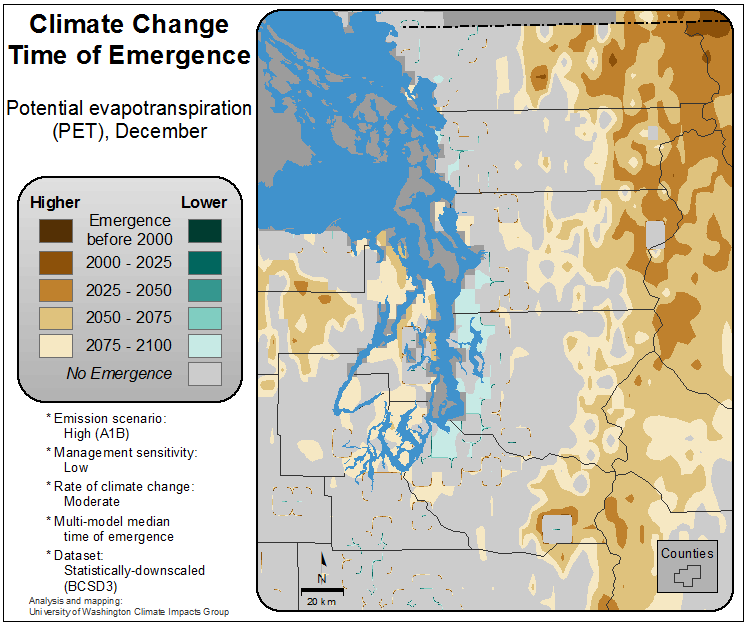 Climate Change
Time of Emergence
Potential evapotranspiration
(PET), December
Higher Lower
Emergence
before 2000
2000 - 2025
2025 - 2050
2050 - 2075
2075 - 2100
No Emergence
* Emission scenario:
High (A1B)
* Management sensitivity:
Low
* Rate of climate change:
Moderate
* Multi-model median
time of emergence
* Dataset:
Statistically-downscaled
(BCSD3)
Analysis and mapping:
University of Washington Climate Impacts Group
N
20 km
Counties